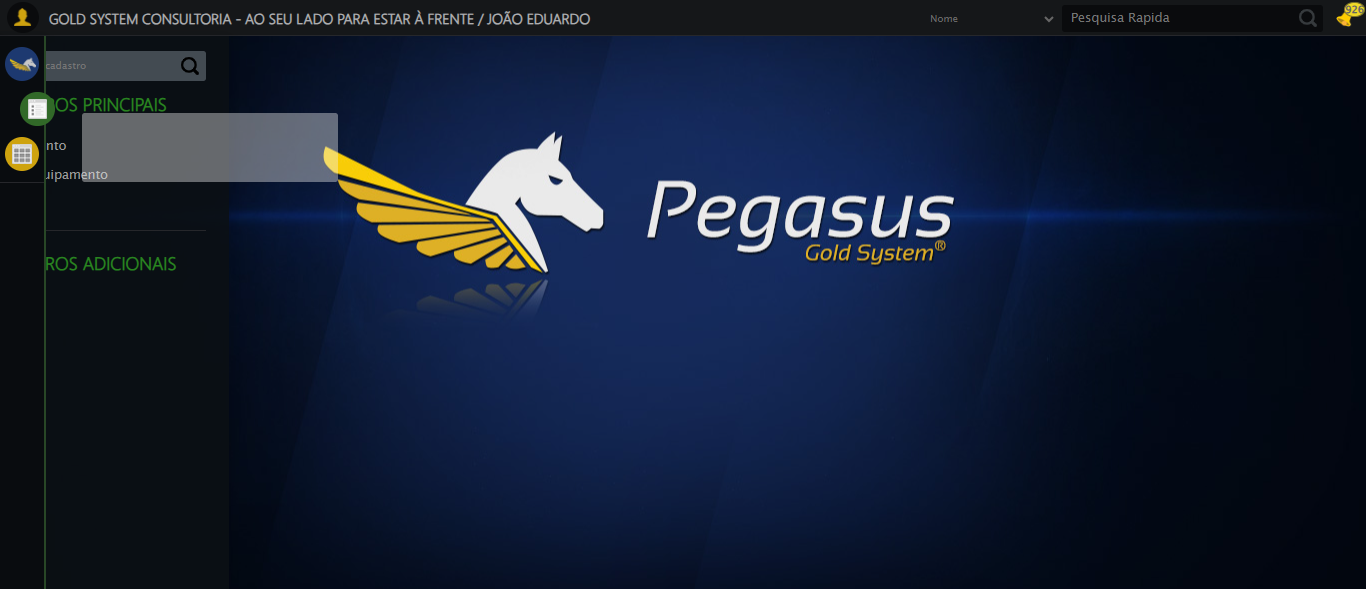 GOLD SYSTEM CONSULTORIA - AO SEU LADO PARA ESTAR À FRENTE / JOÃO EDUARDO
Nome
Pesquisa Rapida
926
cadastro
OS PRINCIPAIS
nto
uipamento
ROS ADICIONAIS
Pegasus
Gold System®